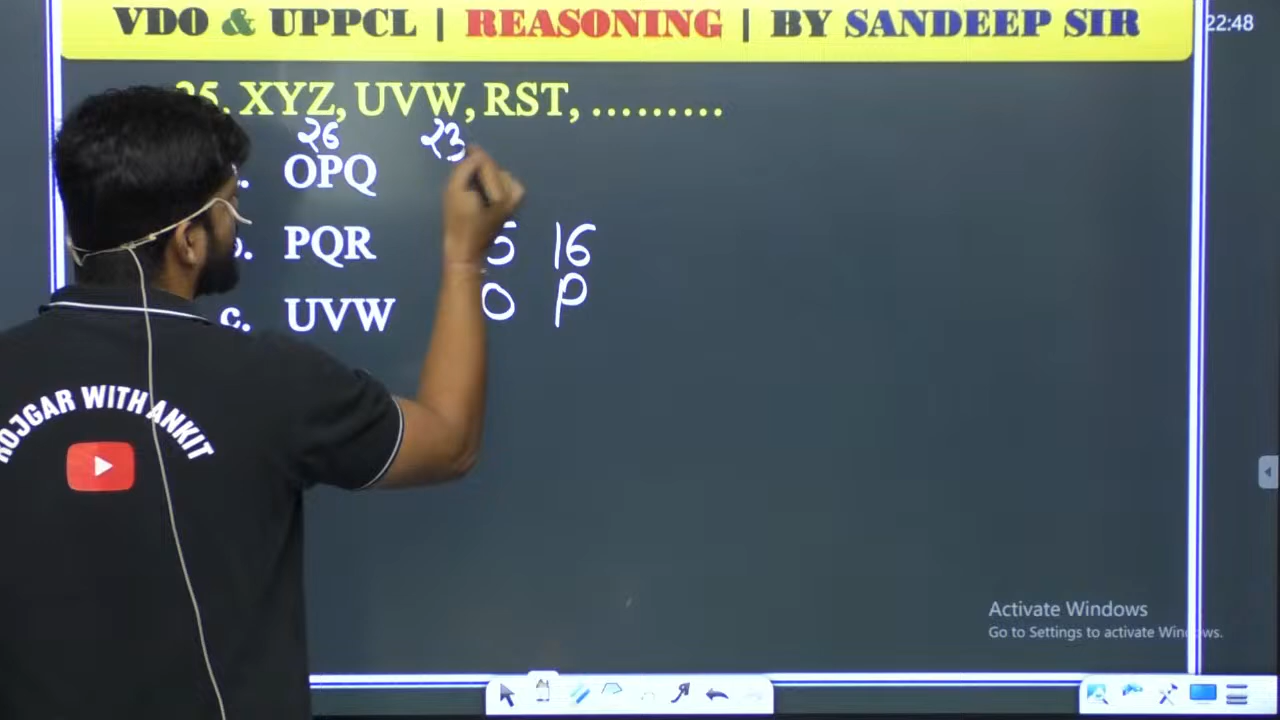 VDO & UPPCL | REASONING | BY SANDEEP SIR
22:48
25. XYZ, UVW, RST, .........
26 23
OPQ
b. PQR 5 16
c. UVW O P
ROJGAR WITH ANKIT
Activate Windows
Go to Settings to activate Windows.